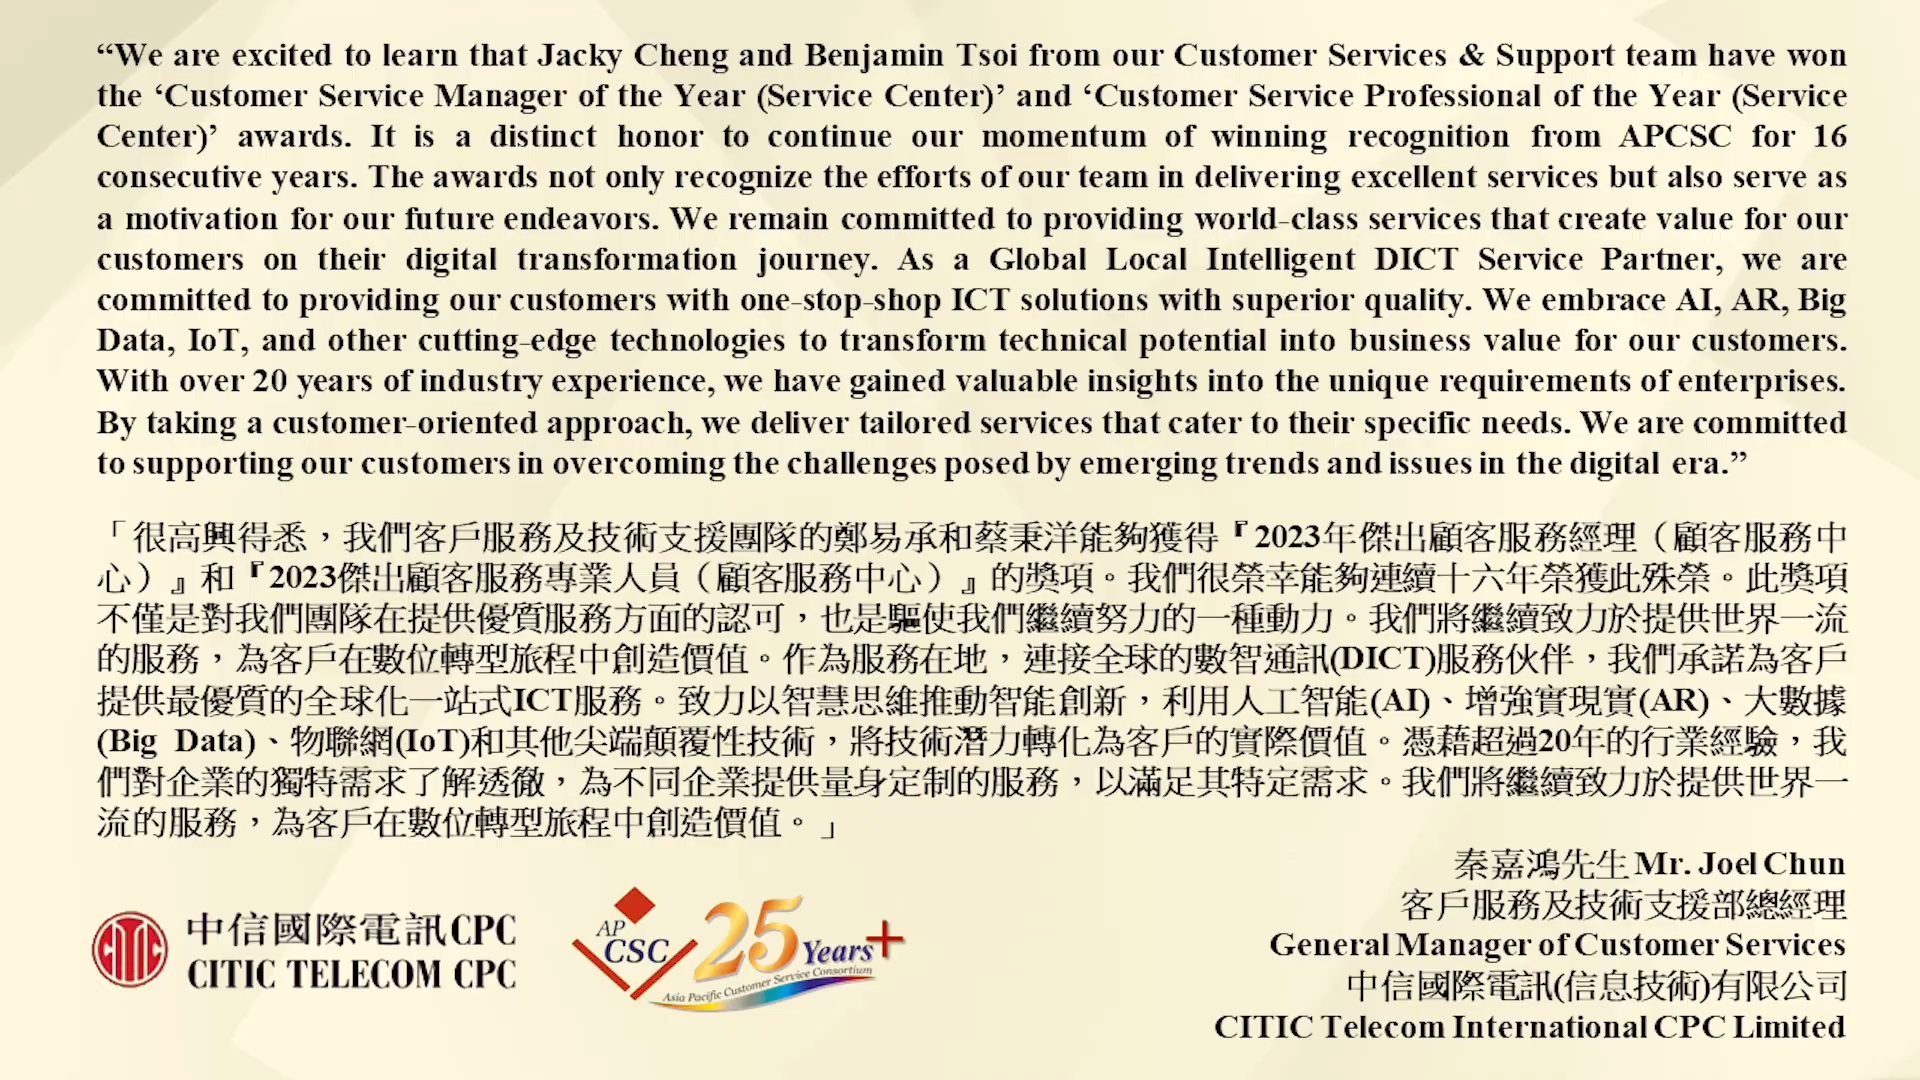 “We are excited to learn that Jacky Cheng and Benjamin Tsoi from our Customer Services & Support team have won
the ‘Customer Service Manager of the Year (Service Center)’ and ‘Customer Service Professional of the Year (Service
Center)’ awards. It is a distinct honor to continue our momentum of winning recognition from APCSC for 16
consecutive years. The awards not only recognize the efforts of our team in delivering excellent services but also serve as
a motivation for our future endeavors. We remain committed to providing world-class services that create value for our
customers on their digital transformation journey. As a Global Local Intelligent DICT Service Partner, we are
committed to providing our customers with one-stop-shop ICT solutions with superior quality. We embrace AI, AR, Big
Data, IoT, and other cutting-edge technologies to transform technical potential into business value for our customers.
With over 20 years of industry experience, we have gained valuable insights into the unique requirements of enterprises.
By taking a customer-oriented approach, we deliver tailored services that cater to their specific needs. We are committed
to supporting our customers in overcoming the challenges posed by emerging trends and issues in the digital era.”
「很高興得悉，我們客戶服務及技術支援團隊的鄭易承和蔡秉洋能夠獲得『2023年傑出顧客服務經理（顧客服務中
心）』和『2023傑出顧客服務專業人員（顧客服務中心）』的獎項。我們很榮幸能夠連續十六年榮獲此殊榮。此獎項
不僅是對我們團隊在提供優質服務方面的認可，也是驅使我們繼續努力的一種動力。我們將繼續致力於提供世界一流
的服務，為客戶在數位轉型旅程中創造價值。作為服務在地，連接全球的數智通訊(DICT)服務伙伴，我們承諾為客戶
提供最優質的全球化一站式ICT服務。致力以智慧思維推動智能創新，利用人工智能(AI)、增強實現實(AR)、大數據
(Big Data)、物聯網(IoT)和其他尖端顛覆性技術，將技術潛力轉化為客戶的實際價值。憑藉超過20年的行業經驗，我
們對企業的獨特需求了解透徹，為不同企業提供量身定制的服務，以滿足其特定需求。我們將繼續致力於提供世界一
流的服務，為客戶在數位轉型旅程中創造價值。」
秦嘉鴻先生 Mr. Joel Chun
客戶服務及技術支援部總經理
General Manager of Customer Services
中信國際電訊(信息技術)有限公司
CITIC Telecom International CPC Limited
CITIC
中信國際電訊CPC
CITIC TELECOM CPC
AP
CSC
25 Years+
Asia Pacific Customer Service Consortium